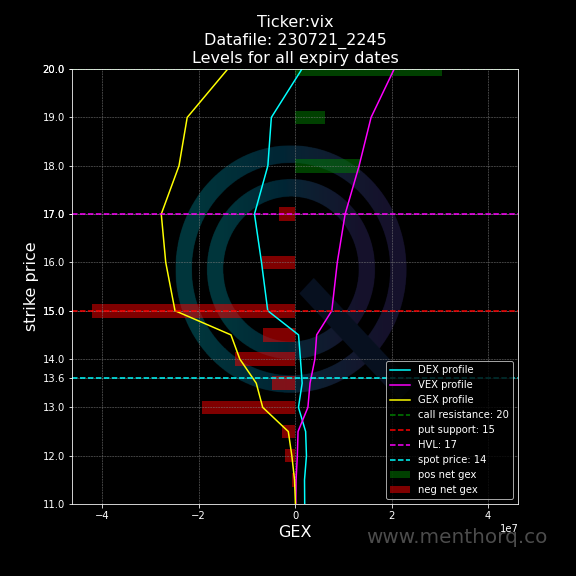 Ticker:vix
Datafile: 230721_2245
Levels for all expiry dates
20.0
19.0
18.0
17.0
16.0
15.0
14.0
13.6
13.0
12.0
11.0
strike price
−4
−2
0
2
4
1e7
GEX
DEX profile
VEX profile
GEX profile
call resistance: 20
put support: 15
HVL: 17
spot price: 14
pos net gex
neg net gex
www.menthorq.co